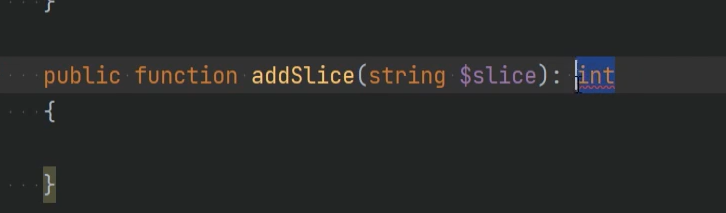 }
public function addSlice(string $slice): int
{
}